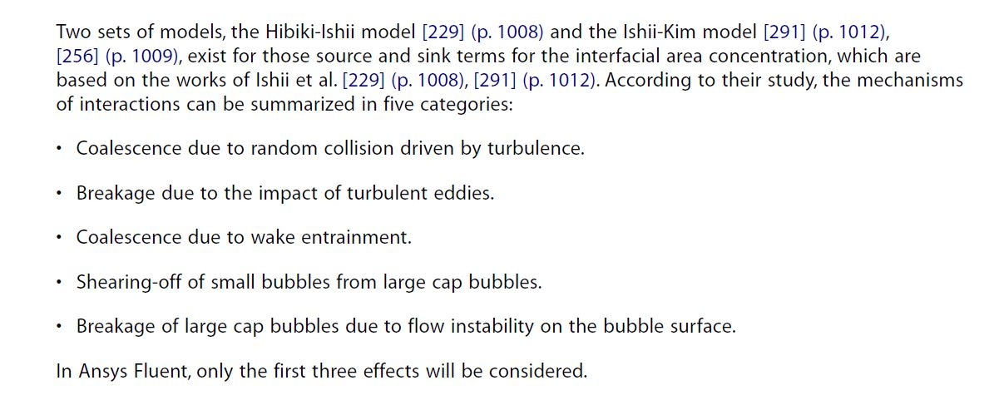 Two sets of models, the Hibiki-Ishii model [229] (p. 1008) and the Ishii-Kim model [291] (p. 1012),
[256] (p. 1009), exist for those source and sink terms for the interfacial area concentration, which are
based on the works of Ishii et al. [229] (p. 1008), [291] (p. 1012). According to their study, the mechanisms
of interactions can be summarized in five categories:
• Coalescence due to random collision driven by turbulence.
• Breakage due to the impact of turbulent eddies.
• Coalescence due to wake entrainment.
• Shearing-off of small bubbles from large cap bubbles.
• Breakage of large cap bubbles due to flow instability on the bubble surface.
In Ansys Fluent, only the first three effects will be considered.